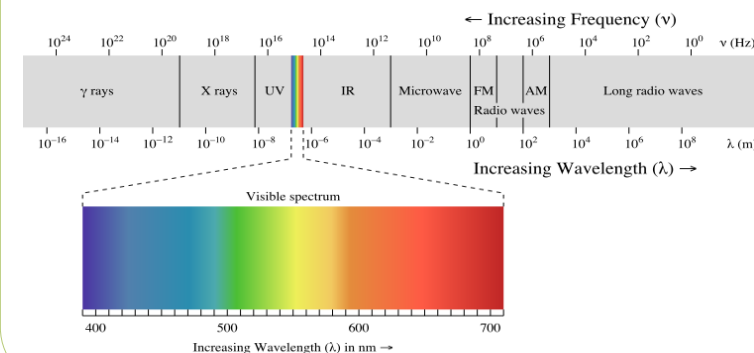 ← Increasing Frequency (ν)
10²⁴ 10²² 10²⁰ 10¹⁸ 10¹⁶ 10¹⁴ 10¹² 10¹⁰ 10⁸ 10⁶ 10⁴ 10² 10⁰ ν (Hz)
γ rays X rays UV IR Microwave FM AM Long radio waves
Radio waves
10⁻¹⁶ 10⁻¹⁴ 10⁻¹² 10⁻¹⁰ 10⁻⁸ 10⁻⁶ 10⁻⁴ 10⁻² 10⁰ 10² 10⁴ 10⁶ 10⁸ λ (m
Increasing Wavelength (λ) →
Visible spectrum
400 500 600 700
Increasing Wavelength (λ) in nm →